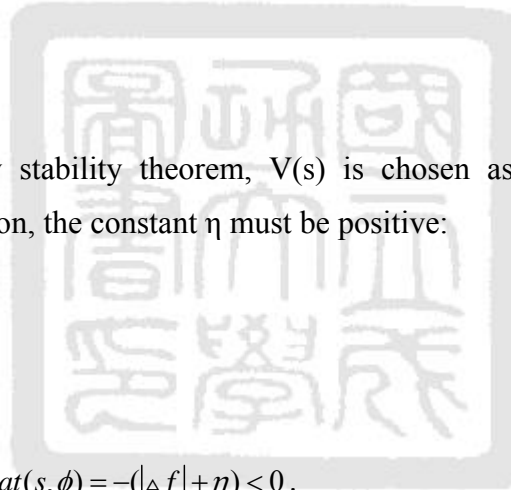 y stability theorem, V(s) is chosen as
on, the constant η must be positive:
at(s,ϕ) = −(|△f| + η) < 0 .